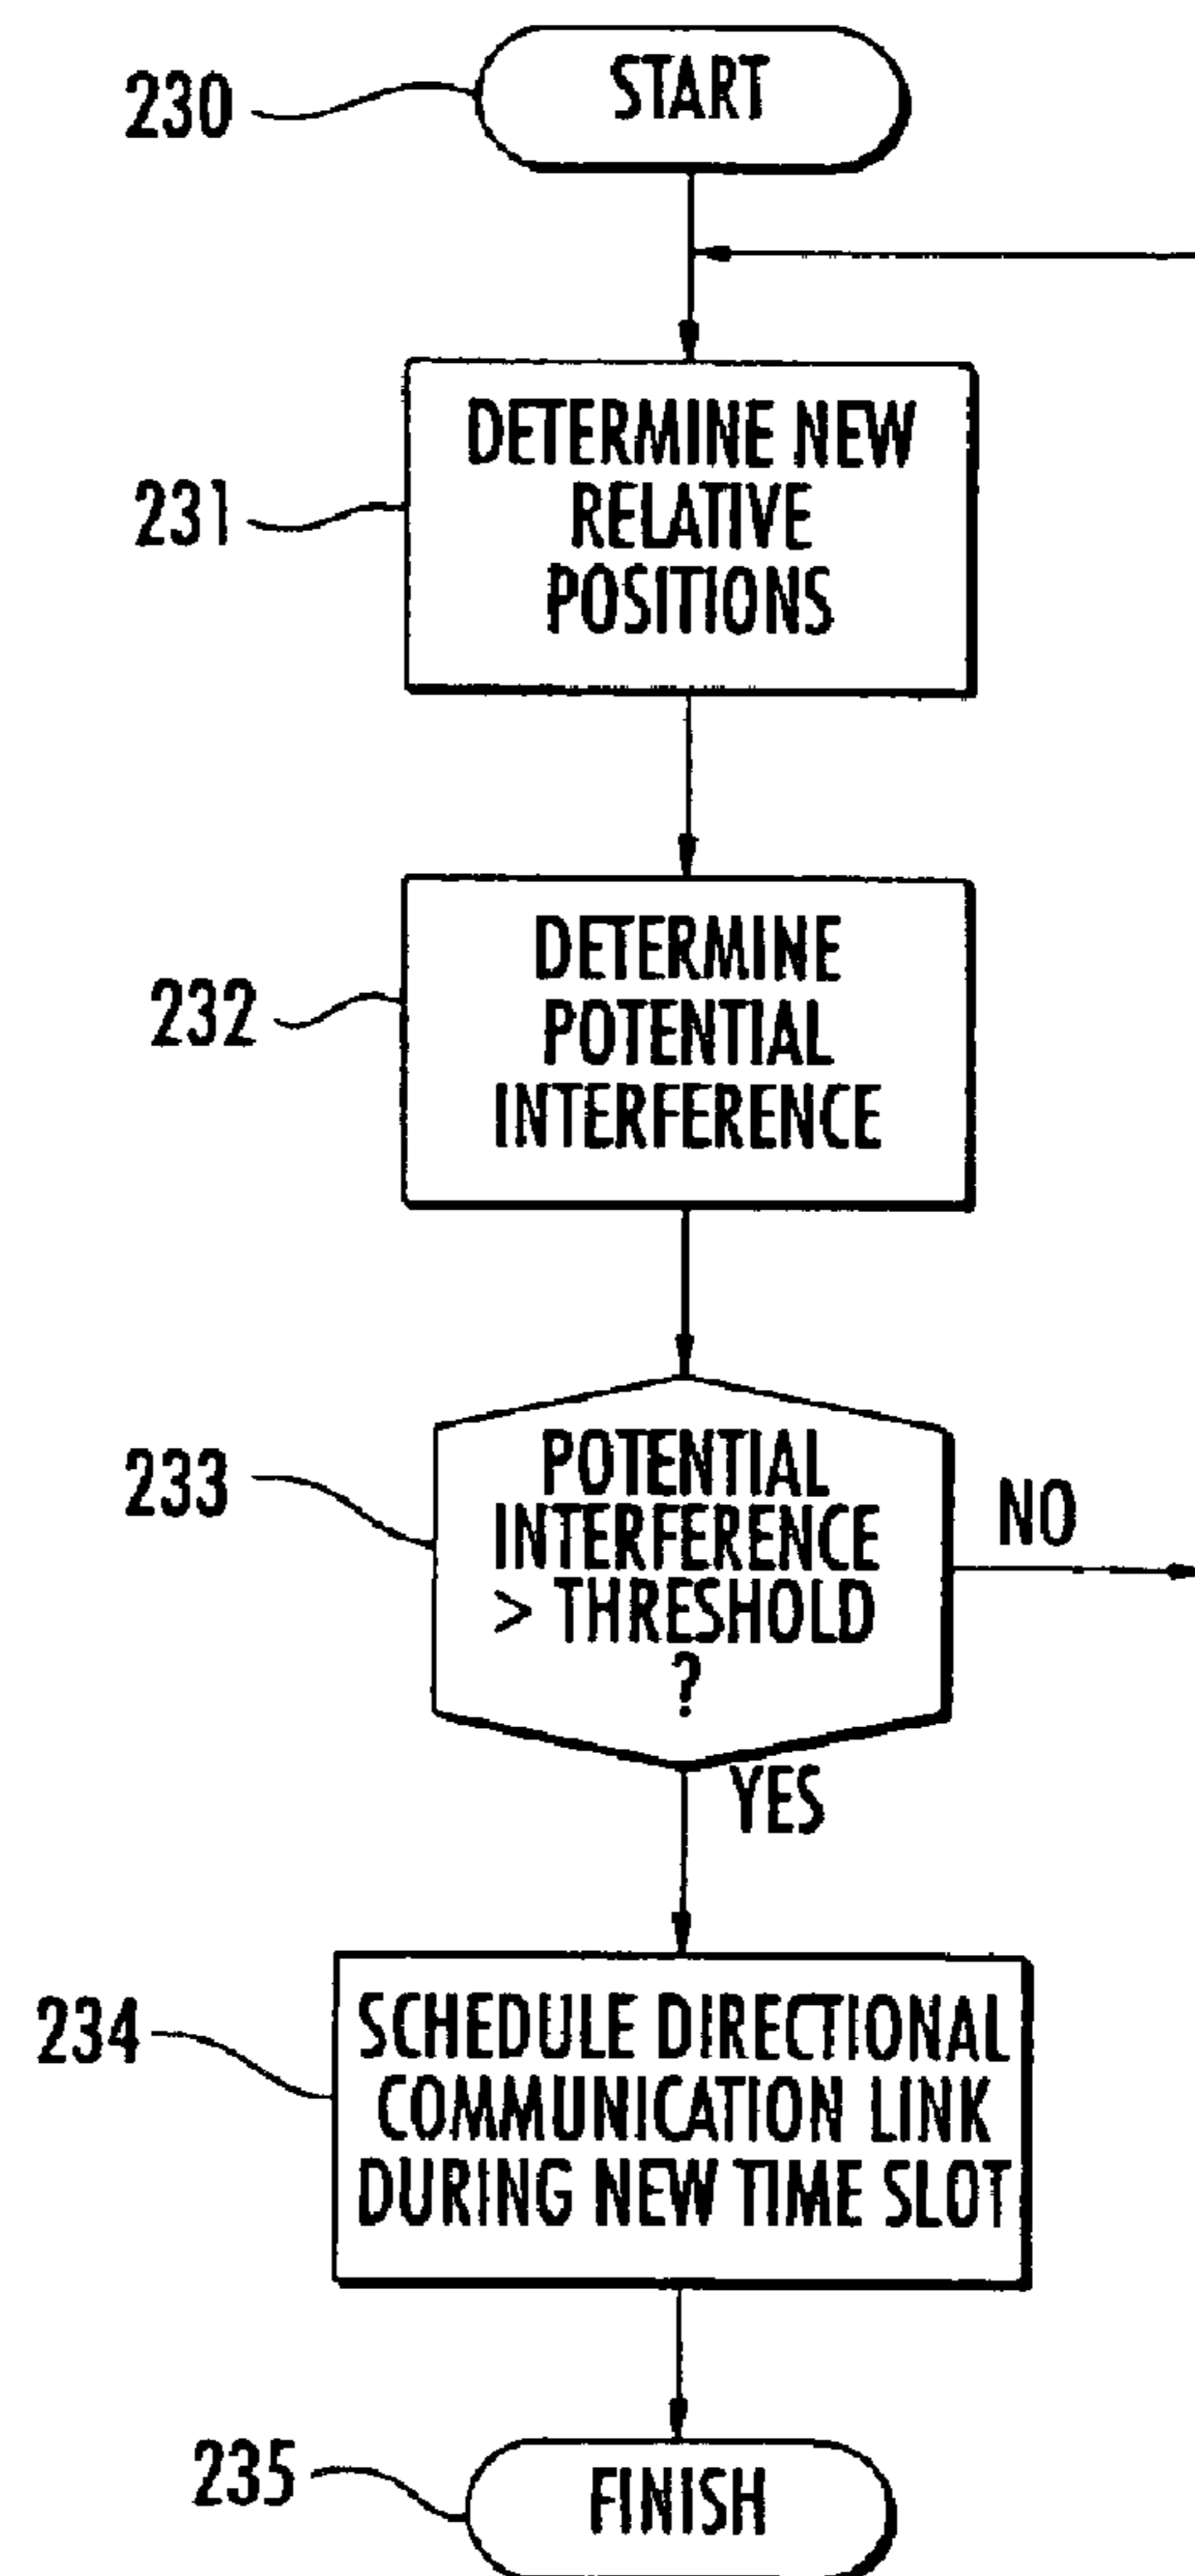 230
START
231
DETERMINE NEW
RELATIVE
POSITIONS
232
DETERMINE
POTENTIAL
INTERFERENCE
233
POTENTIAL
INTERFERENCE
> THRESHOLD
?
NO
YES
234
SCHEDULE DIRECTIONAL
COMMUNICATION LINK
DURING NEW TIME SLOT
235
FINISH